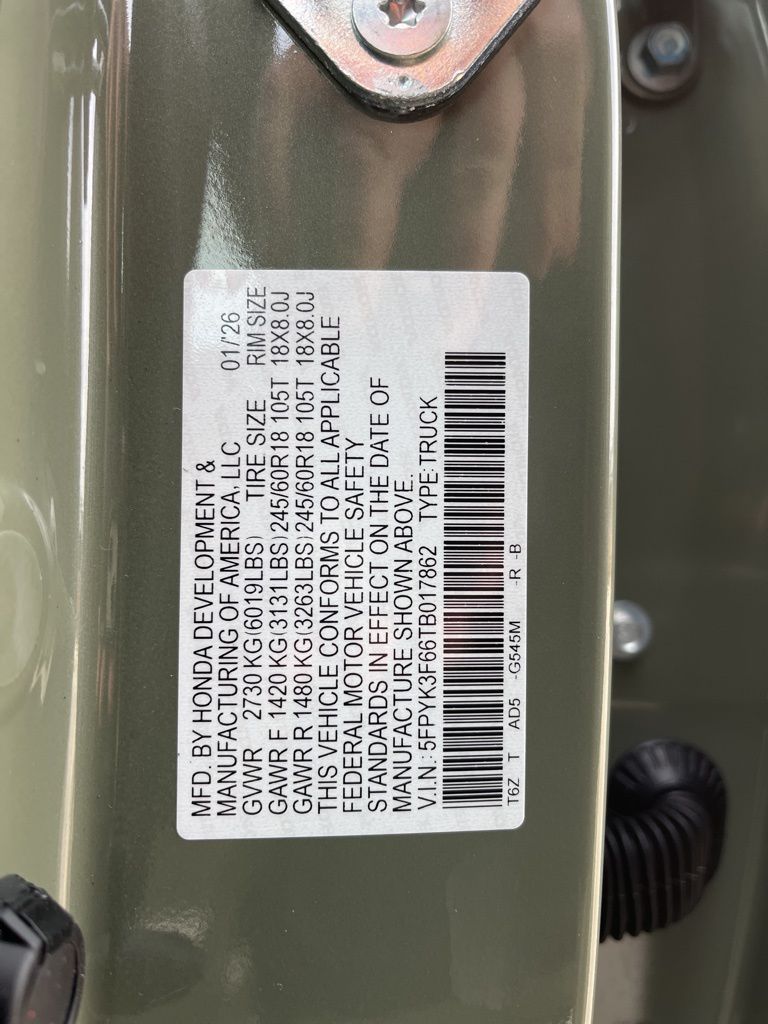 MFD. BY HONDA DEVELOPMENT &
MANUFACTURING OF AMERICA, LLC 01/'26
GVWR 2730 KG(6019LBS) TIRE SIZE RIM SIZE
GAWR F 1420 KG(3131LBS) 245/60R18 105T 18X8.0J
GAWR R 1480 KG(3263LBS) 245/60R18 105T 18X8.0J
THIS VEHICLE CONFORMS TO ALL APPLICABLE
FEDERAL MOTOR VEHICLE SAFETY
STANDARDS IN EFFECT ON THE DATE OF
MANUFACTURE SHOWN ABOVE.
V.I.N.: 5FPYK3F66TB017862 TYPE:TRUCK
T6Z T AD5 -G545M -R -B